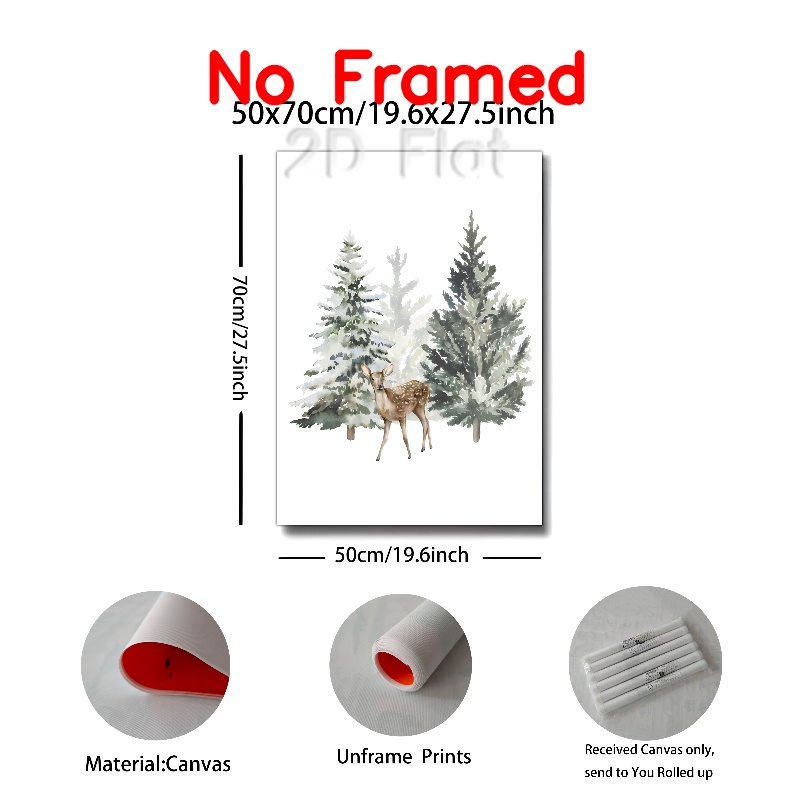 No Framed
50x70cm/19.6x27.5inch
2D Flat
70cm/27.5inch
50cm/19.6inch
Material:Canvas
Unframe Prints
Received Canvas only,
send to You Rolled up